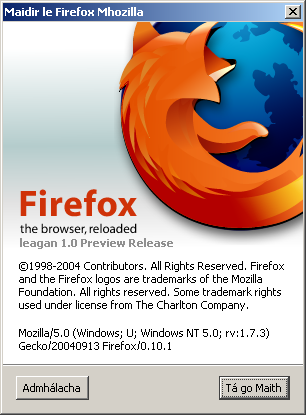 Maidir le Firefox Mhozilla
Firefox
the browser, reloaded
leagan 1.0 Preview Release
©1998-2004 Contributors. All Rights Reserved. Firefox
and the Firefox logos are trademarks of the Mozilla
Foundation. All rights reserved. Some trademark rights
used under license from The Charlton Company.
Mozilla/5.0 (Windows; U; Windows NT 5.0; rv:1.7.3)
Gecko/20040913 Firefox/0.10.1
Admhálacha
Tá go Maith